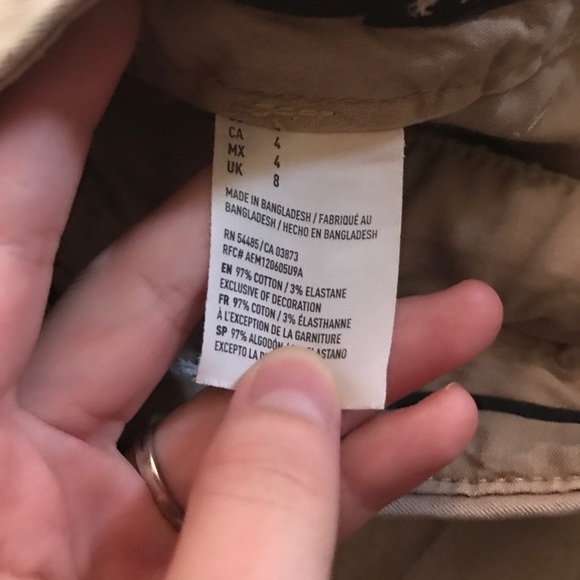 CA 4
MX 4
UK 8
MADE IN BANGLADESH / FABRIQUÉ AU
BANGLADESH / HECHO EN BANGLADESH
RN 54485/CA 03873
RFC# AEM120605U9A
EN 97% COTTON / 3% ELASTANE
EXCLUSIVE OF DECORATION
FR 97% COTON / 3% ÉLASTHANNE
À L'EXCEPTION DE LA GARNITURE
SP 97% ALGODÓN
EXCEPTO LA